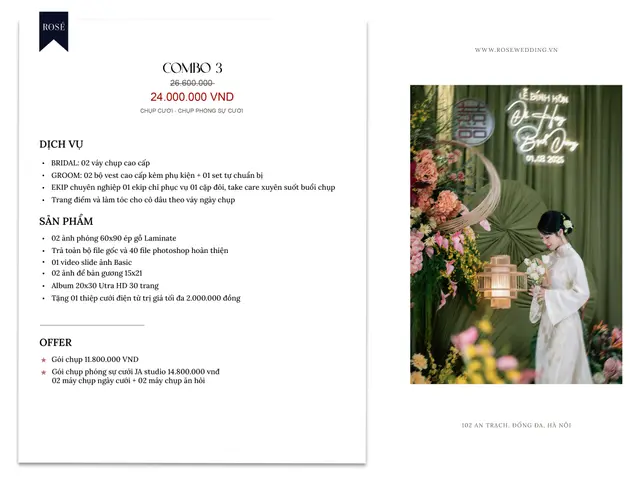 ROSÉ
COMBO 3
26.600.000
24.000.000 VND
CHỤP CƯỚI - CHỤP PHÓNG SỰ CƯỚI
DỊCH VỤ
• BRIDAL: 02 váy chụp cao cấp
• GROOM: 02 bộ vest cao cấp kèm phụ kiện + 01 set tự chuẩn bị
• EKIP chuyên nghiệp 01 ekip chỉ phục vụ 01 cặp đôi, take care xuyên suốt buổi chụp
• Trang điểm và làm tóc cho cô dâu theo váy ngày chụp
SẢN PHẨM
• 02 ảnh phóng 60x90 ép gỗ Laminate
• Trả toàn bộ file gốc và 40 file photoshop hoàn thiện
• 01 video slide ảnh Basic
• 02 ảnh để bàn gương 15x21
• Album 20x30 Utra HD 30 trang
• Tặng 01 thiệp cưới điện tử trị giá tối đa 2.000.000 đồng
OFFER
★ Gói chụp 11.800.000 VND
★ Gói chụp phóng sự cưới JA studio 14.800.000 vnđ
02 máy chụp ngày cưới + 02 máy chụp ăn hỏi
WWW.ROSEWEDDING.VN
LỄ ĐÍNH HÔN
01.03 2025
102 AN TRẠCH, ĐỐNG ĐA, HÀ NỘI